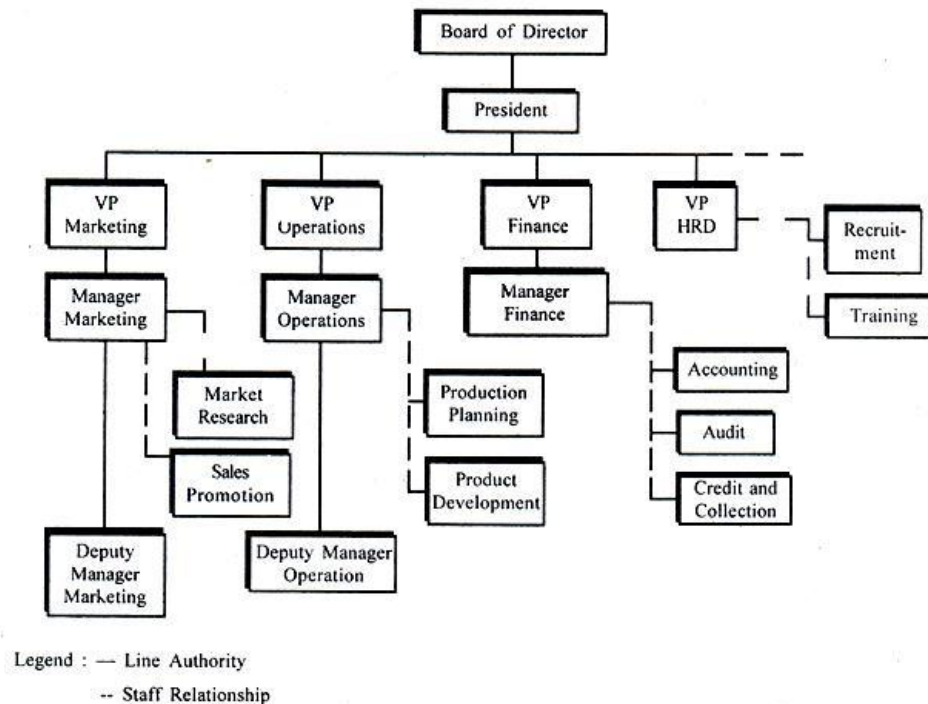 Board of Director
President
VP
Marketing
VP
Operations
VP
Finance
VP
HRD
Recruit-
ment
Training
Manager
Marketing
Manager
Operations
Manager
Finance
Market
Research
Sales
Promotion
Production
Planning
Product
Development
Accounting
Audit
Credit and
Collection
Deputy
Manager
Marketing
Deputy Manager
Operation
Legend : — Line Authority
-- Staff Relationship